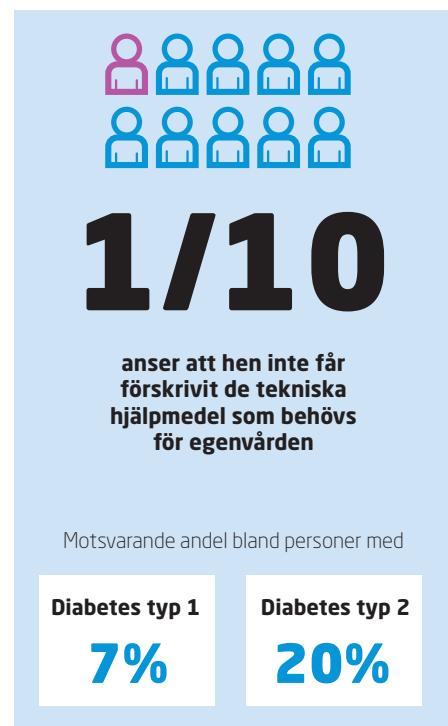 1/10
anser att hen inte får
förskrivit de tekniska
hjälpmedel som behövs
för egenvården
Motsvarande andel bland personer med
Diabetes typ 1
7%
Diabetes typ 2
20%